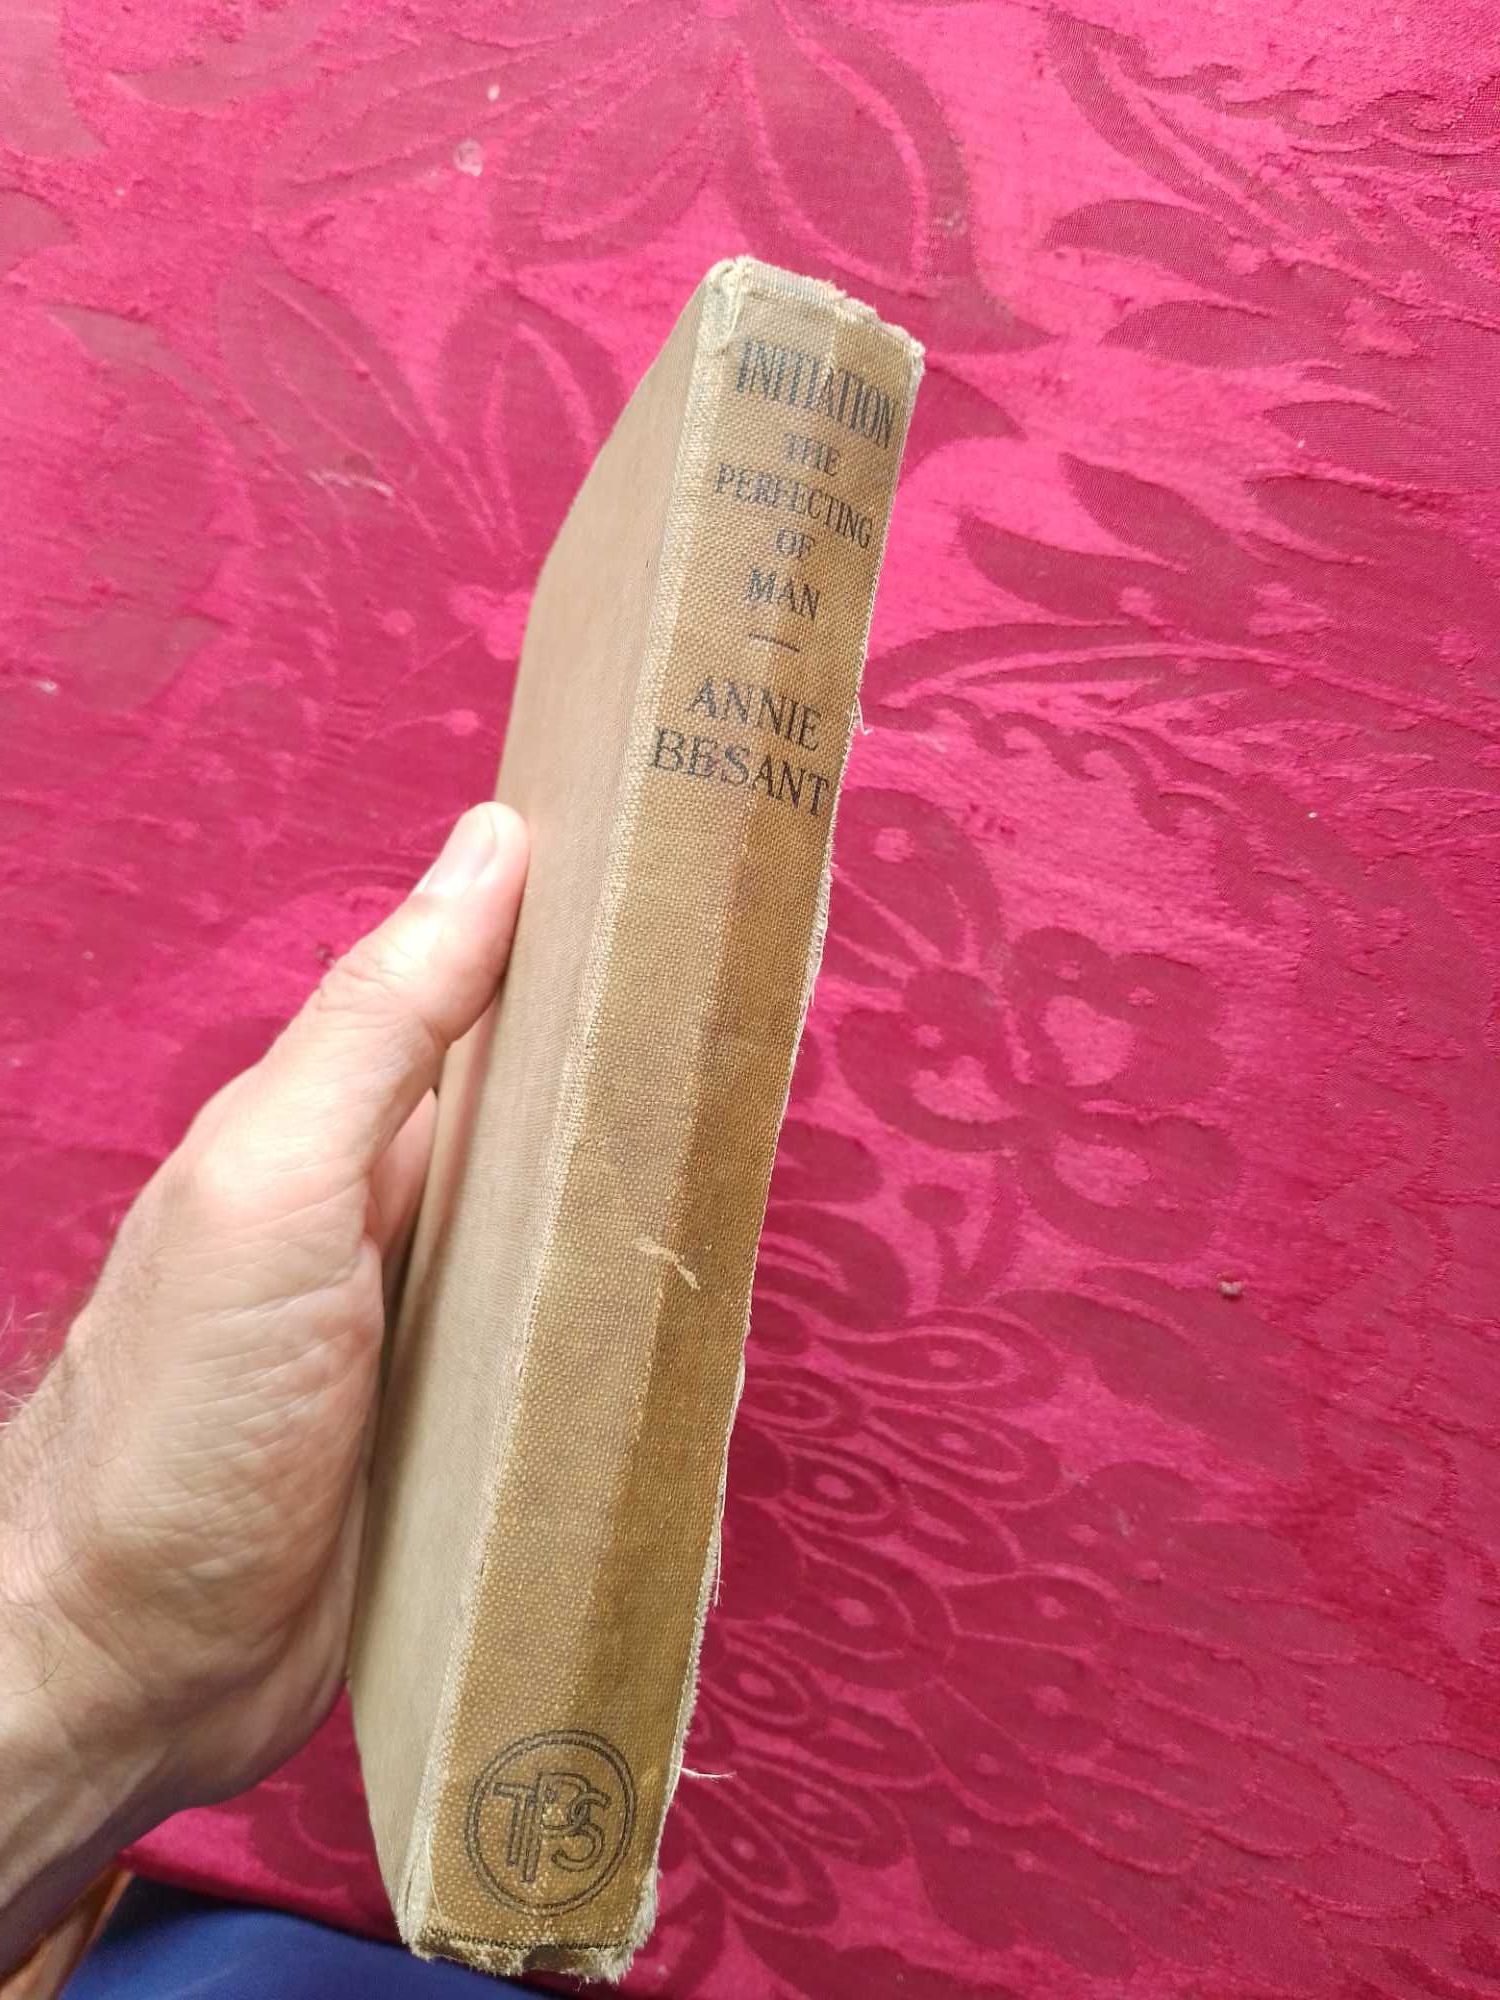 INITIATION
THE
PERFECTING
OF
MAN
ANNIE
BESANT
TPS